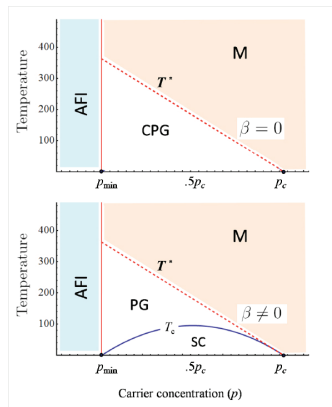 400
M
300
T*
Temperature
AFI
200
β = 0
CPG
100
p_min
.5p_c
p_c
400
M
300
T*
Temperature
AFI
200
PG
β ≠ 0
100
T_c
SC
p_min
.5p_c
p_c
Carrier concentration (p)